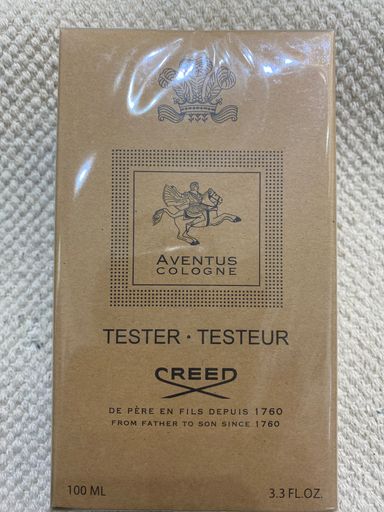 AVENTUS
COLOGNE
TESTER · TESTEUR
CREED
DE PÈRE EN FILS DEPUIS 1760
FROM FATHER TO SON SINCE 1760
100 ML 3.3 FL.OZ.